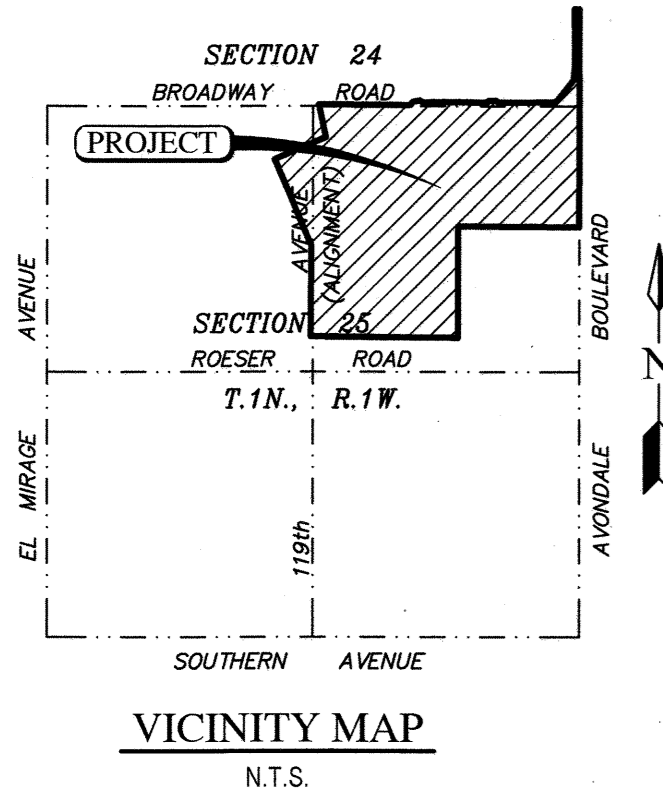 SECTION 24
BROADWAY ROAD
PROJECT
AVENUE
(ALIGNMENT)
AVENUE
BOULEVARD
SECTION 25
ROESER ROAD
N
T.1N., R.1W.
EL MIRAGE
AVONDALE
119th
SOUTHERN AVENUE
VICINITY MAP
N.T.S.